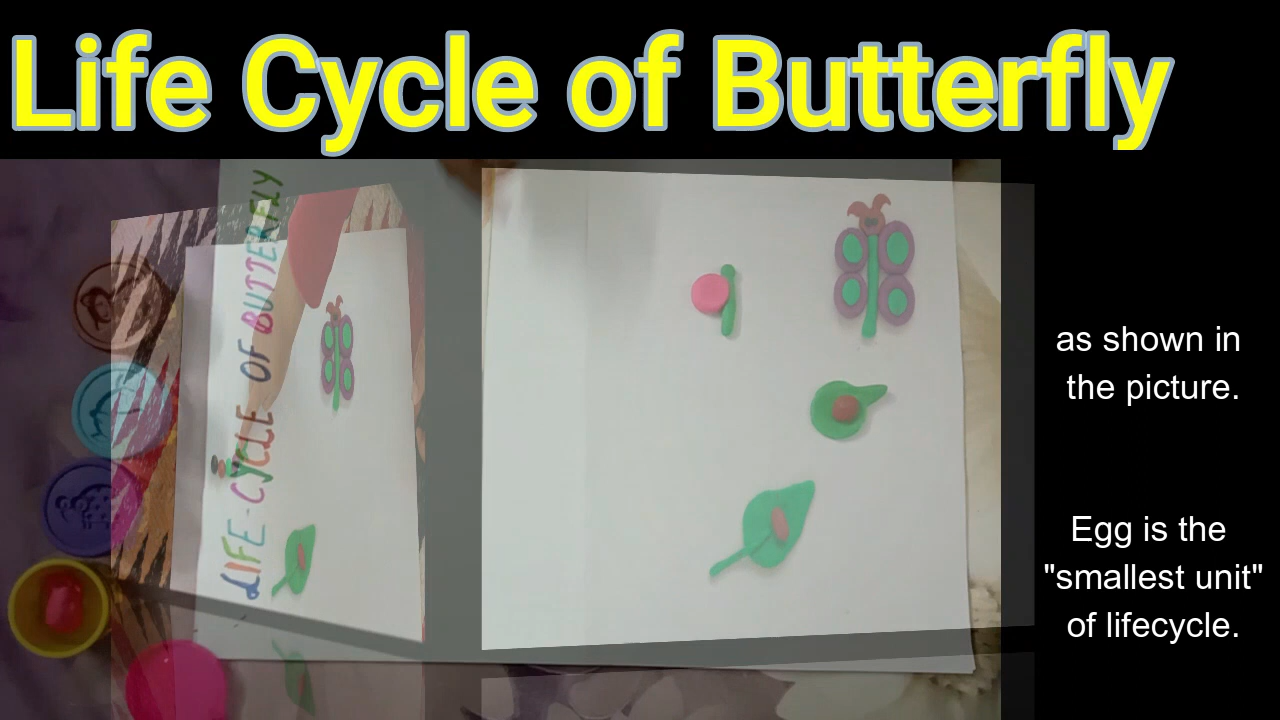 Life Cycle of Butterfly
LIFE-CYCLE OF BUTTERFLY
as shown in
the picture.
Egg is the
"smallest unit"
of lifecycle.